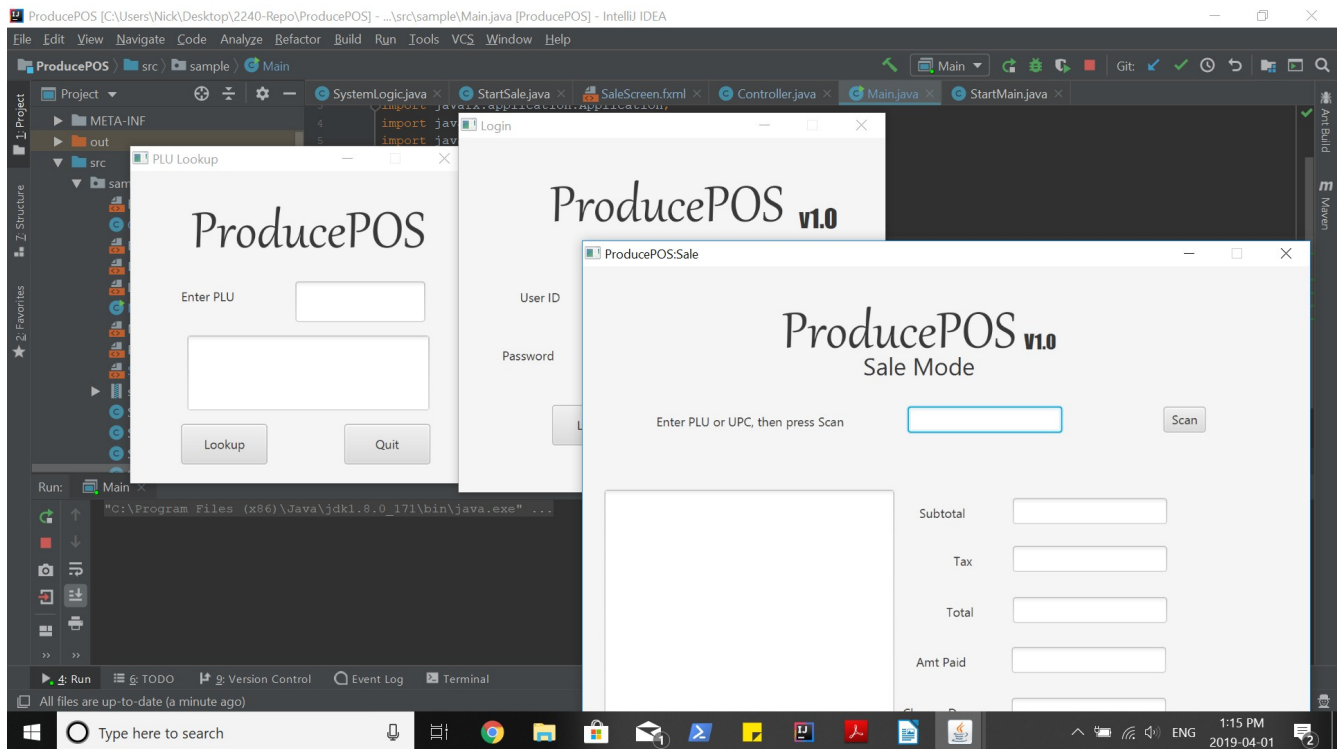 ProducePOS [C:\Users\Nick\Desktop\2240-Repo\ProducePOS] - ...\src\sample\Main.java [ProducePOS] - IntelliJ IDEA
File Edit View Navigate Code Analyze Refactor Build Run Tools VCS Window Help
ProducePOS src sample Main
Main Git:
1: Project
Z: Structure
2: Favorites
Project
SystemLogic.java StartSale.java SaleScreen.fxml Controller.java Main.java StartMain.java
META-INF
out
src
3 import javafx.application.Application;
4 import jav
5 import jav
Ant Build
Maven
PLU Lookup
ProducePOS
Enter PLU
Lookup Quit
Login
ProducePOS v1.0
User ID
Password
ProducePOS:Sale
ProducePOS V1.0
Sale Mode
Enter PLU or UPC, then press Scan Scan
Subtotal
Tax
Total
Amt Paid
Run: Main
"C:\Program Files (x86)\Java\jdk1.8.0_171\bin\java.exe" ...
4: Run 6: TODO 9: Version Control Event Log Terminal
All files are up-to-date (a minute ago)
Type here to search
1
ENG
1:15 PM
2019-04-01
2